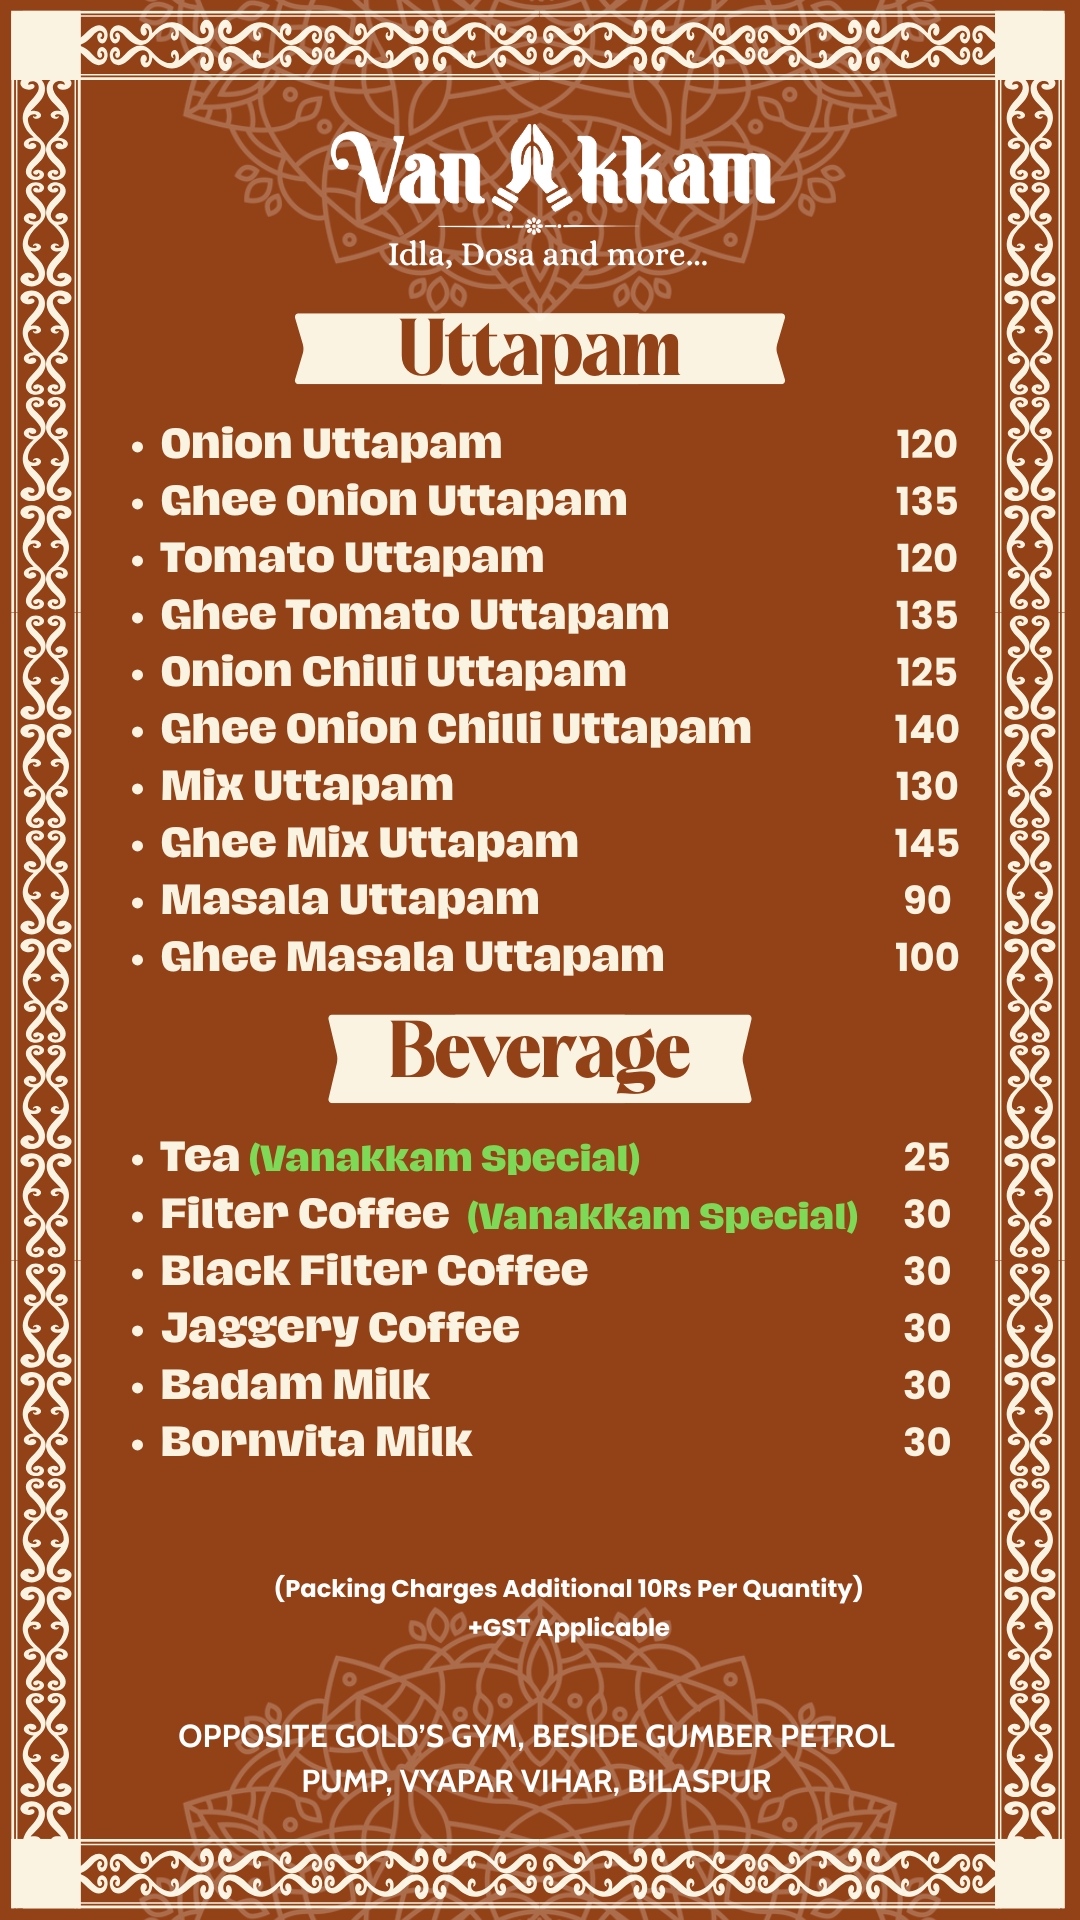 Vanakkam
Idla, Dosa and more...
Uttapam
• Onion Uttapam 120
• Ghee Onion Uttapam 135
• Tomato Uttapam 120
• Ghee Tomato Uttapam 135
• Onion Chilli Uttapam 125
• Ghee Onion Chilli Uttapam 140
• Mix Uttapam 130
• Ghee Mix Uttapam 145
• Masala Uttapam 90
• Ghee Masala Uttapam 100
Beverage
• Tea (Vanakkam Special) 25
• Filter Coffee (Vanakkam Special) 30
• Black Filter Coffee 30
• Jaggery Coffee 30
• Badam Milk 30
• Bornvita Milk 30
(Packing Charges Additional 10Rs Per Quantity)
+GST Applicable
OPPOSITE GOLD'S GYM, BESIDE GUMBER PETROL
PUMP, VYAPAR VIHAR, BILASPUR